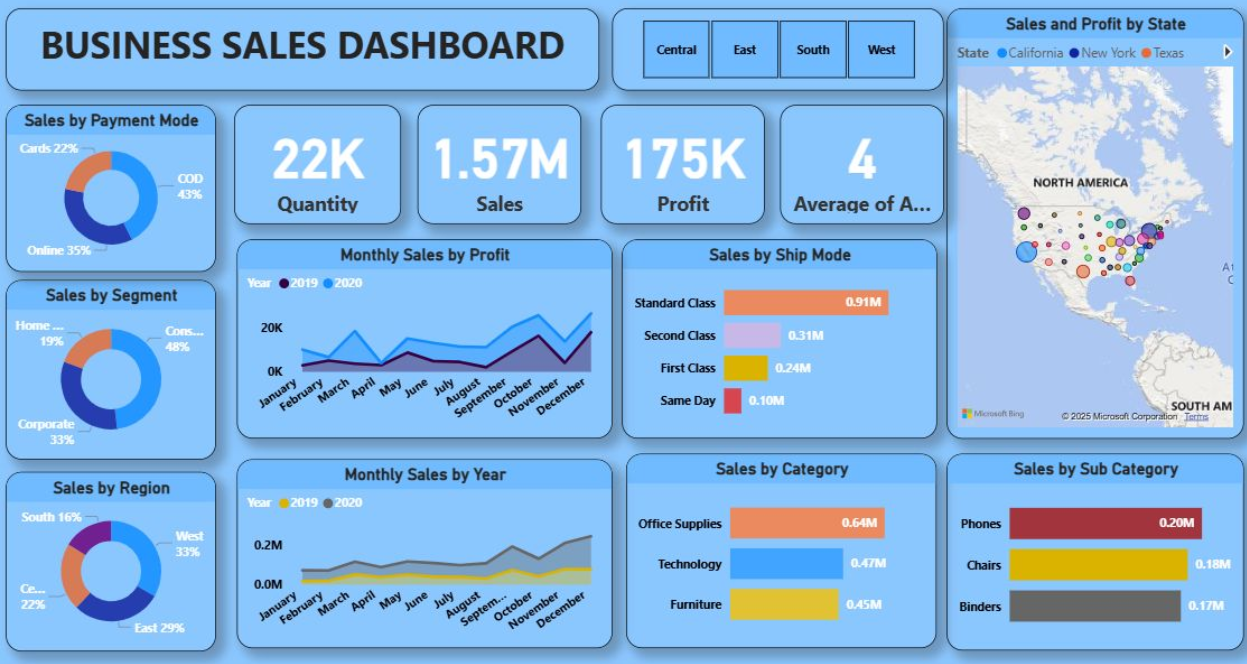 BUSINESS SALES DASHBOARD
Central East South West
Sales and Profit by State
State California New York Texas
NORTH AMERICA
SOUTH AM
Microsoft Bing
© 2025 Microsoft Corporation Terms
Sales by Payment Mode
Cards 22%
COD
43%
Online 35%
22K
Quantity
1.57M
Sales
175K
Profit
4
Average of A...
Sales by Segment
Home ...
19%
Cons...
48%
Corporate
33%
Monthly Sales by Profit
Year 2019 2020
20K
0K
January
February
March
April
May
June
July
August
September
October
November
December
Sales by Ship Mode
Standard Class 0.91M
Second Class 0.31M
First Class 0.24M
Same Day 0.10M
Sales by Region
South 16%
West
33%
Ce...
22%
East 29%
Monthly Sales by Year
Year 2019 2020
0.2M
0.0M
January
February
March
April
May
June
July
August
Septem...
October
November
December
Sales by Category
Office Supplies 0.64M
Technology 0.47M
Furniture 0.45M
Sales by Sub Category
Phones 0.20M
Chairs 0.18M
Binders 0.17M